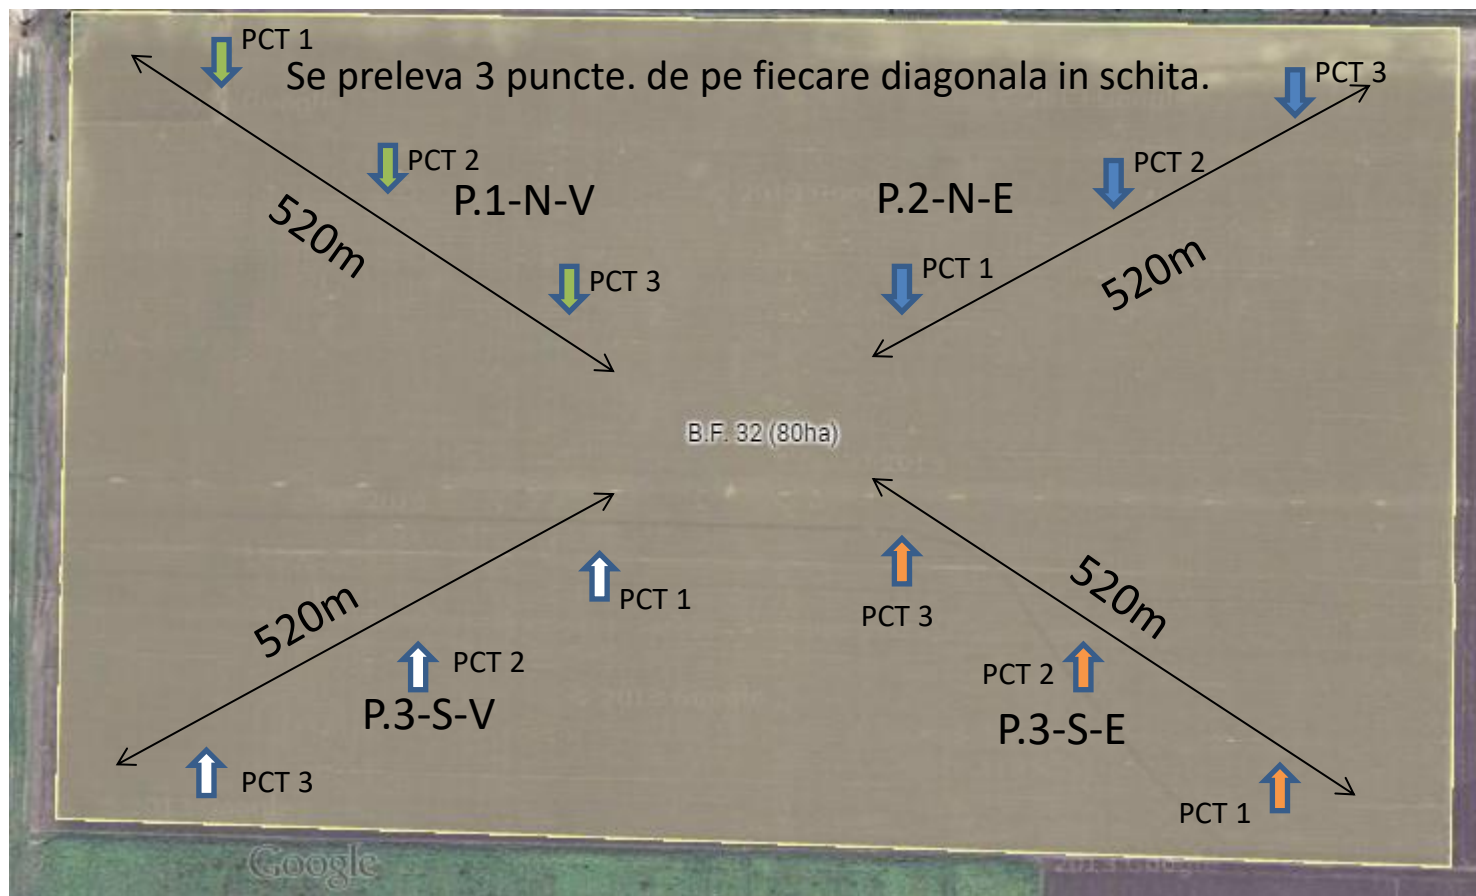 PCT 1
Se preleva 3 puncte. de pe fiecare diagonala in schita.
PCT 3
PCT 2
P.1-N-V
520m
PCT 3
PCT 2
P.2-N-E
PCT 1
520m
B.F. 32 (80ha)
520m
PCT 1
PCT 2
P.3-S-V
PCT 3
520m
PCT 3
PCT 2
P.3-S-E
PCT 1
Google